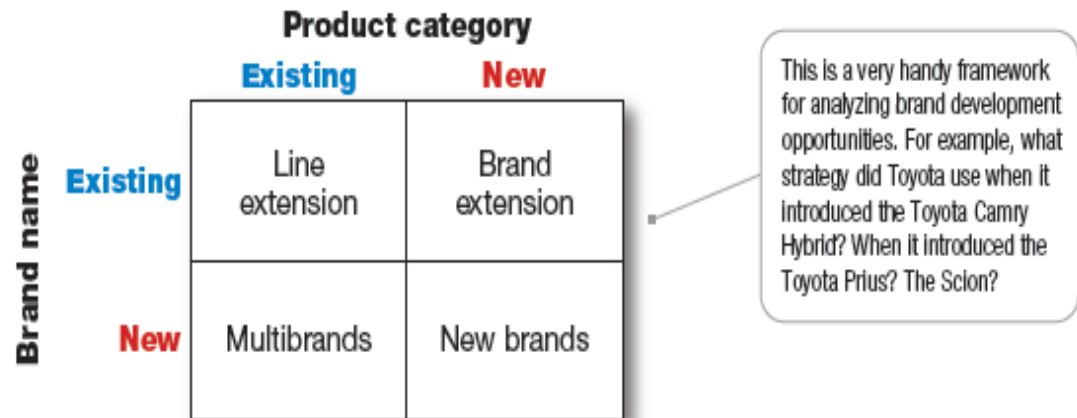 Product category
Existing New
Brand name
Existing
Line
extension
Brand
extension
New
Multibrands
New brands
This is a very handy framework
for analyzing brand development
opportunities. For example, what
strategy did Toyota use when it
introduced the Toyota Camry
Hybrid? When it introduced the
Toyota Prius? The Scion?